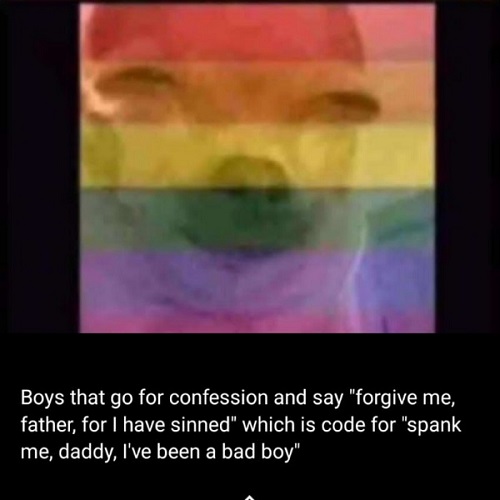 Boys that go for confession and say "forgive me,
father, for I have sinned" which is code for "spank
me, daddy, I've been a bad boy"